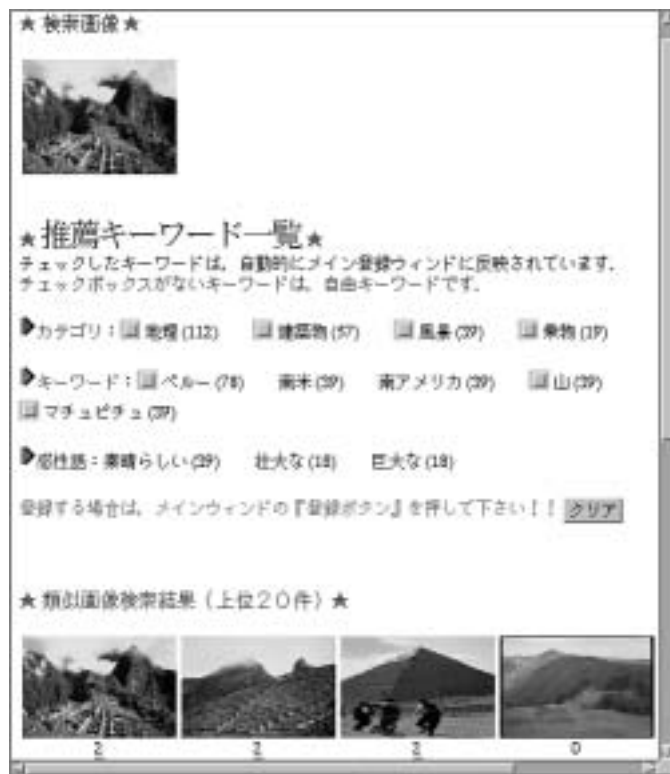 ★ 検索画像 ★
★推薦キーワード一覧★
チェックしたキーワードは、自動的にメイン登録ウィンドに反映されています．
チェックボックスがないキーワードは、自由キーワードです．
カテゴリ： 地理 (112) 建築物 (57) 風景 (39) 乗物 (19)
キーワード： ペルー (78) 南米 (39) 南アメリカ (39) 山 (39)
マチュピチュ (39)
感性語：素晴らしい (39) 壮大な (18) 巨大な (18)
登録する場合は、メインウィンドの『登録ボタン』を押して下さい！！ クリア
★ 類似画像検索結果（上位２０件）★
2 2 2 0